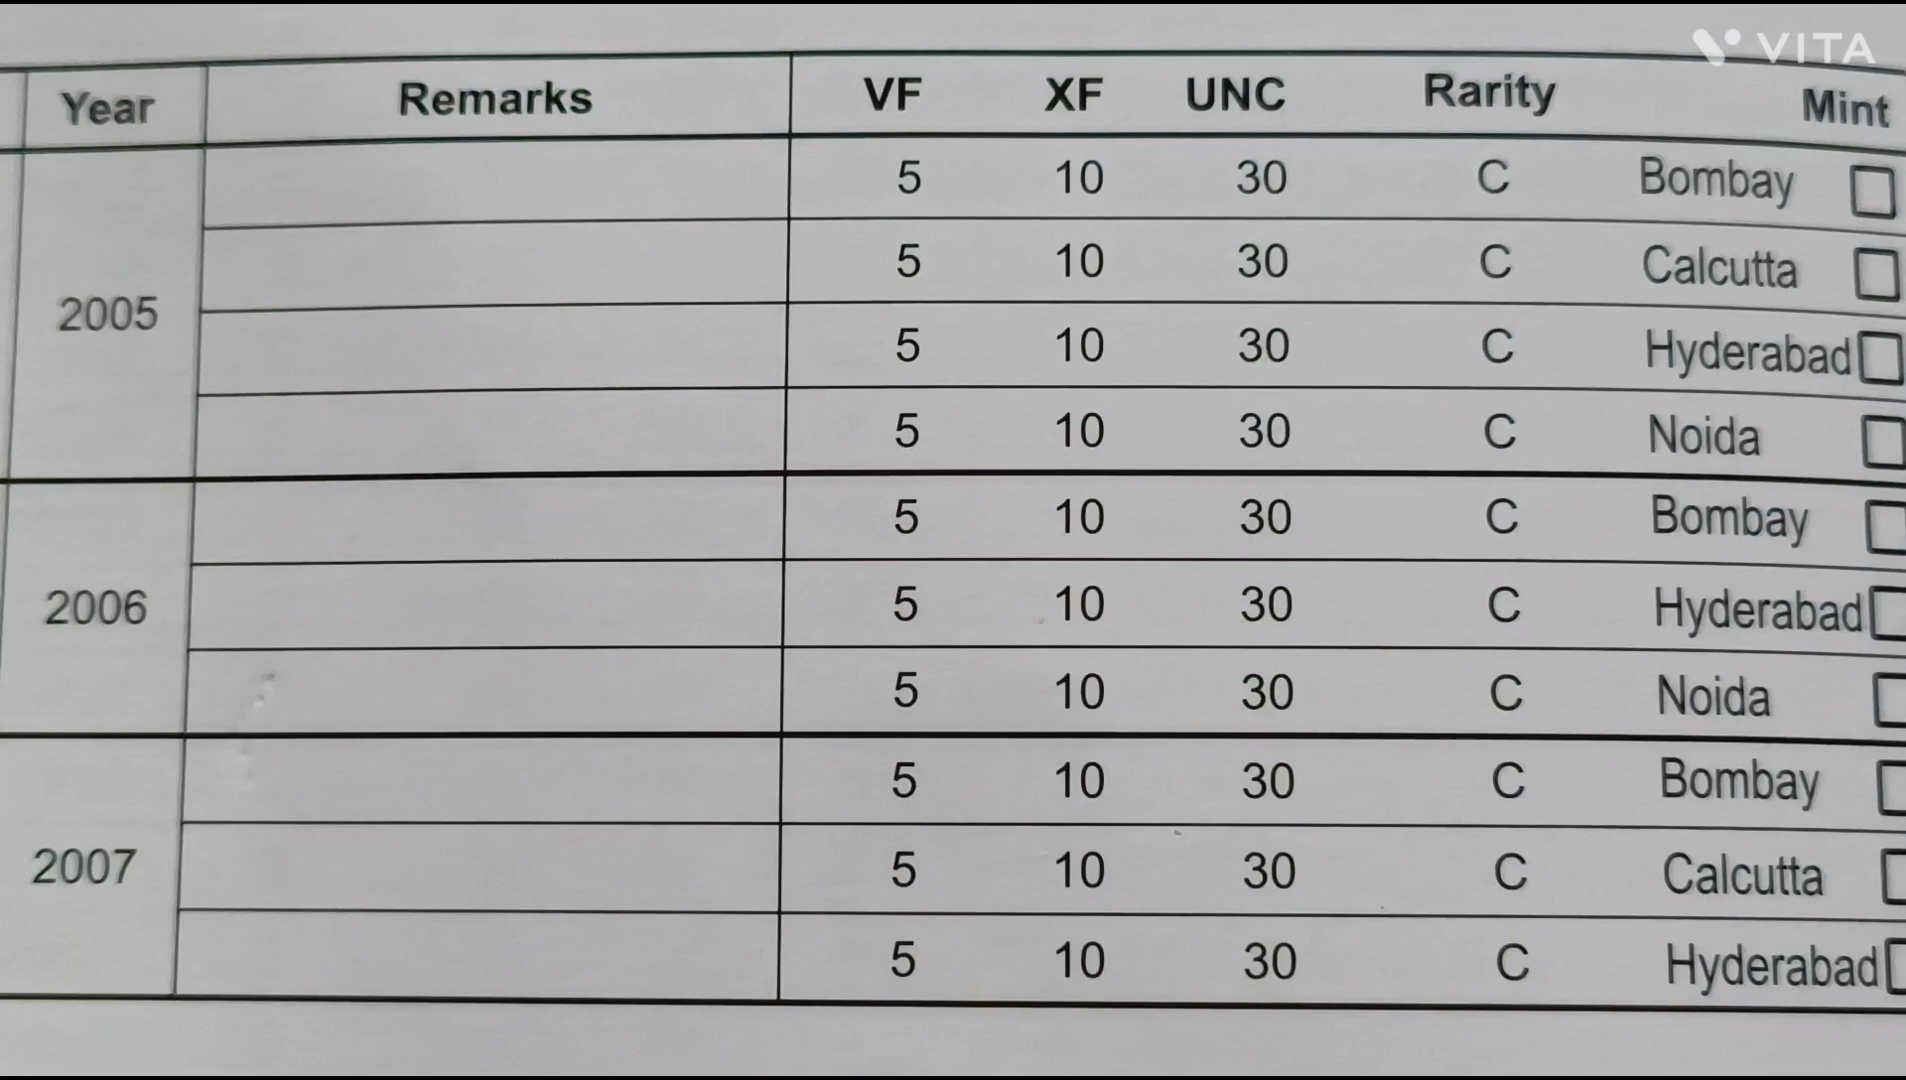 VITA
Year Remarks VF XF UNC Rarity Mint
5 10 30 C Bombay
5 10 30 C Calcutta
2005
5 10 30 C Hyderabad
5 10 30 C Noida
5 10 30 C Bombay
2006 5 10 30 C Hyderabad
5 10 30 C Noida
5 10 30 C Bombay
2007 5 10 30 C Calcutta
5 10 30 C Hyderabad